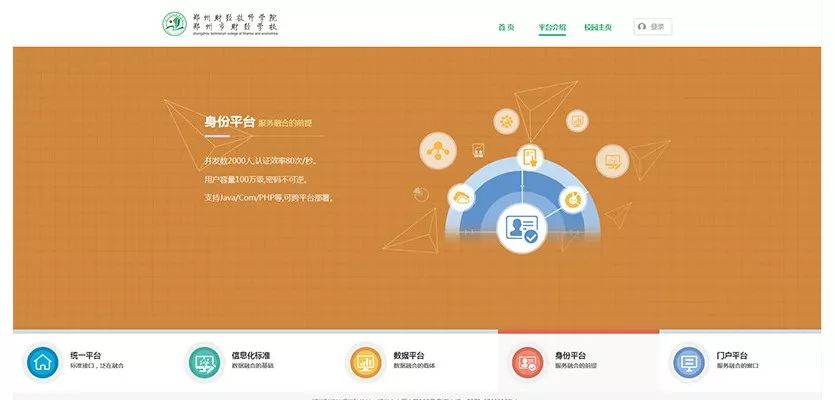 郑州财经技师学院
郑州市财经学校
zhengzhou technician college of finance and economics
首 页
平台介绍
校园主页
登录
身份平台 服务融合的前提
并发数2000人,认证效率80次/秒。
用户容量100万级,密码不可逆。
支持Java/Com/PHP等,可跨平台部署。
统一平台
标准接口，泛在融合
信息化标准
数据融合的基础
数据平台
数据融合的载体
身份平台
服务融合的前提
门户平台
服务融合的窗口